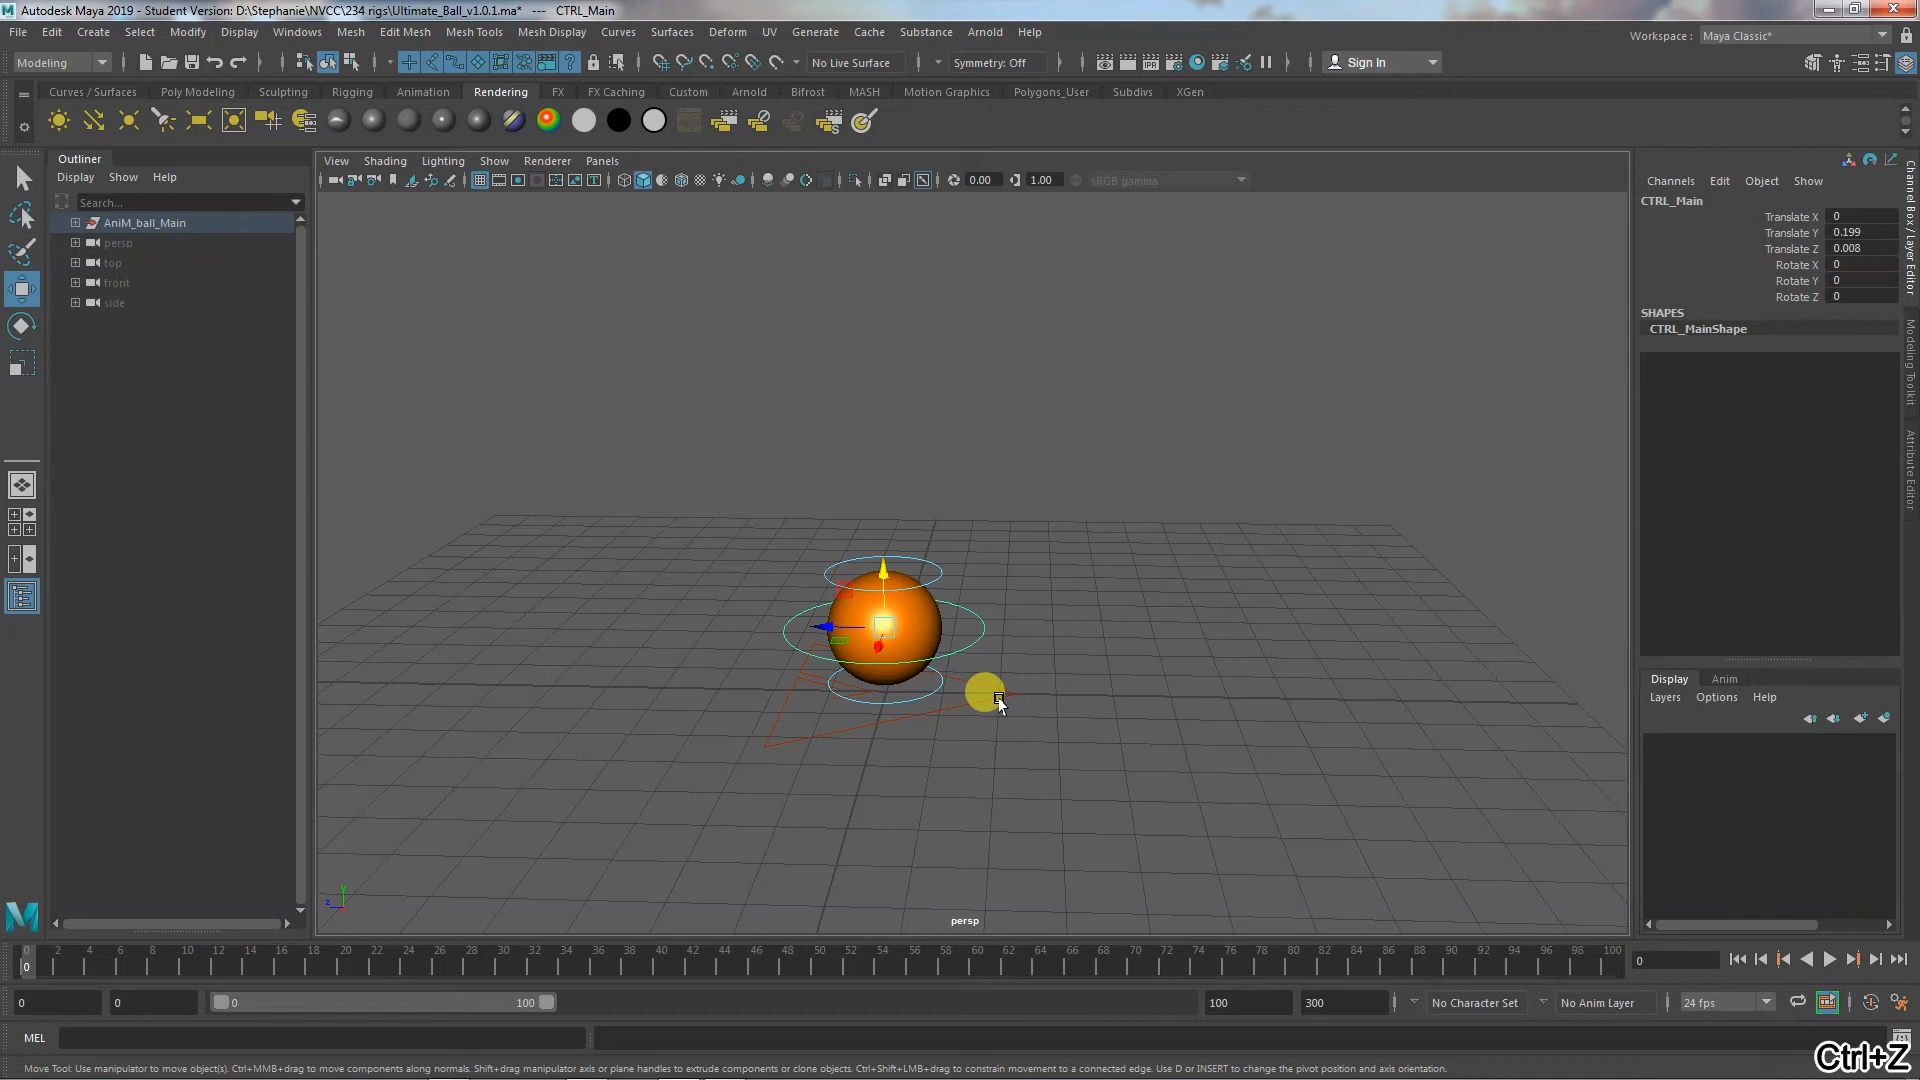 Autodesk Maya 2019 - Student Version: D:\Stephanie\NVCC\234 rigs\Ultimate_Ball_v1.0.1.ma* --- CTRL_Main
File Edit Create Select Modify Display Windows Mesh Edit Mesh Mesh Tools Mesh Display Curves Surfaces Deform UV Generate Cache Substance Arnold Help
Workspace : Maya Classic*
Modeling No Live Surface Symmetry: Off Sign In
Curves / Surfaces Poly Modeling Sculpting Rigging Animation Rendering FX FX Caching Custom Arnold Bifrost MASH Motion Graphics Polygons_User Subdivs XGen
Outliner
Display Show Help
Search...
AniM_ball_Main
persp
top
front
side
View Shading Lighting Show Renderer Panels
0.00 1.00 sRGB gamma
y
z
persp
Channels Edit Object Show
CTRL_Main
Translate X 0
Translate Y 0.199
Translate Z 0.008
Rotate X 0
Rotate Y 0
Rotate Z 0
SHAPES
CTRL_MainShape
Channel Box / Layer Editor
Modeling Toolkit
Attribute Editor
Display Anim
Layers Options Help
0 2 4 6 8 10 12 14 16 18 20 22 24 26 28 30 32 34 36 38 40 42 44 46 48 50 52 54 56 58 60 62 64 66 68 70 72 74 76 78 80 82 84 86 88 90 92 94 96 98 100
0 0
0 0 0 100 100 300 No Character Set No Anim Layer 24 fps
MEL
Move Tool: Use manipulator to move object(s). Ctrl+MMB+drag to move components along normals. Shift+drag manipulator axis or plane handles to extrude components or clone objects. Ctrl+Shift+LMB+drag to constrain movement to a connected edge. Use D or INSERT to change the pivot position and axis orientation.
Ctrl+Z